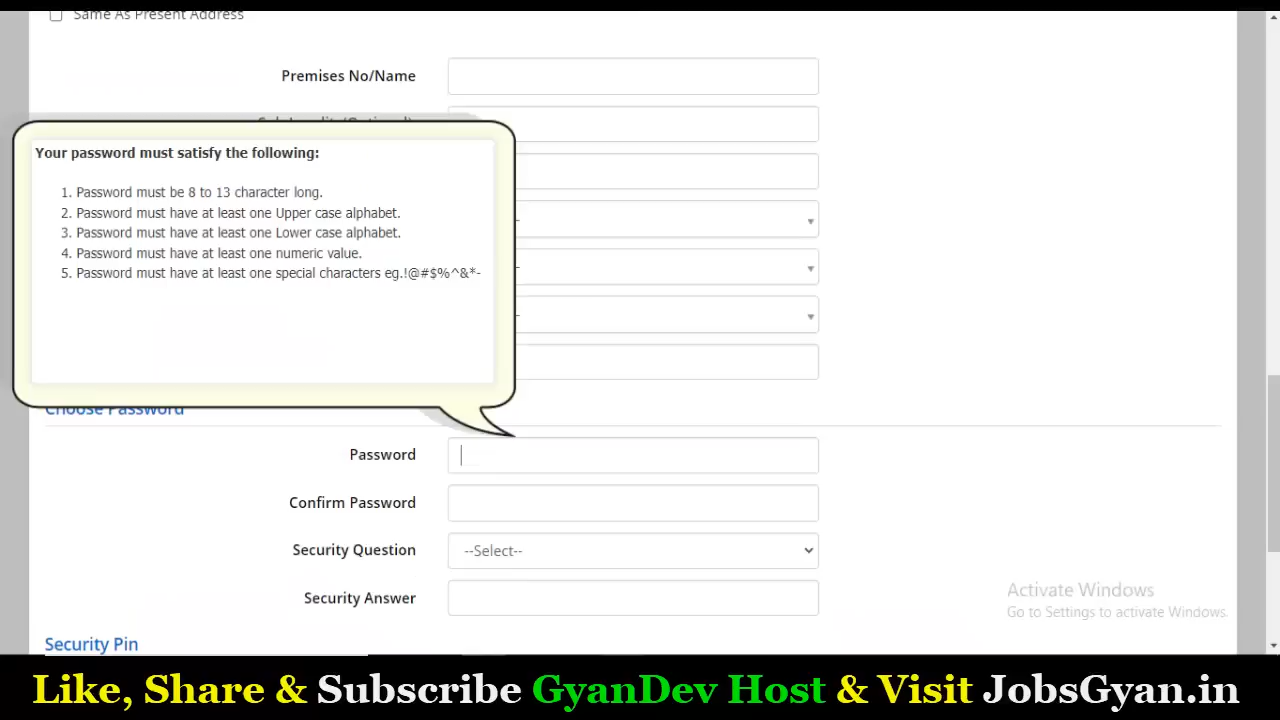 Same As Present Address
Premises No/Name
Your password must satisfy the following:
1. Password must be 8 to 13 character long.
2. Password must have at least one Upper case alphabet.
3. Password must have at least one Lower case alphabet.
4. Password must have at least one numeric value.
5. Password must have at least one special characters eg.!@#$%^&*-
Choose Password
Password
Confirm Password
Security Question --Select--
Security Answer
Activate Windows
Go to Settings to activate Windows.
Security Pin
Like, Share & Subscribe GyanDev Host & Visit JobsGyan.in